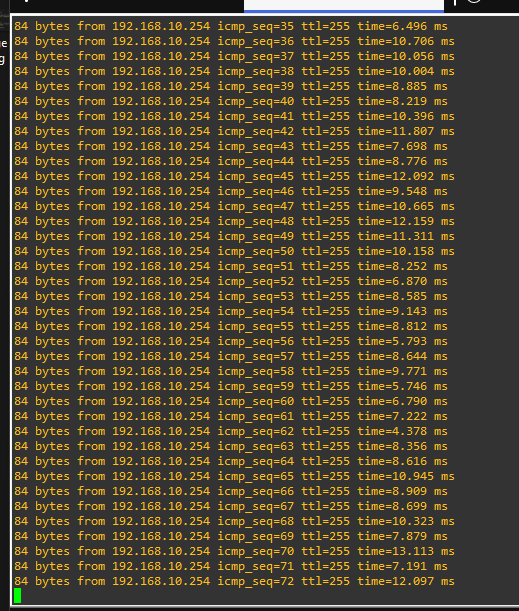 84 bytes from 192.168.10.254 icmp_seq=35 ttl=255 time=6.496 ms
84 bytes from 192.168.10.254 icmp_seq=36 ttl=255 time=10.706 ms
84 bytes from 192.168.10.254 icmp_seq=37 ttl=255 time=10.056 ms
84 bytes from 192.168.10.254 icmp_seq=38 ttl=255 time=10.004 ms
84 bytes from 192.168.10.254 icmp_seq=39 ttl=255 time=8.885 ms
84 bytes from 192.168.10.254 icmp_seq=40 ttl=255 time=8.219 ms
84 bytes from 192.168.10.254 icmp_seq=41 ttl=255 time=10.396 ms
84 bytes from 192.168.10.254 icmp_seq=42 ttl=255 time=11.807 ms
84 bytes from 192.168.10.254 icmp_seq=43 ttl=255 time=7.698 ms
84 bytes from 192.168.10.254 icmp_seq=44 ttl=255 time=8.776 ms
84 bytes from 192.168.10.254 icmp_seq=45 ttl=255 time=12.092 ms
84 bytes from 192.168.10.254 icmp_seq=46 ttl=255 time=9.548 ms
84 bytes from 192.168.10.254 icmp_seq=47 ttl=255 time=10.665 ms
84 bytes from 192.168.10.254 icmp_seq=48 ttl=255 time=12.159 ms
84 bytes from 192.168.10.254 icmp_seq=49 ttl=255 time=11.311 ms
84 bytes from 192.168.10.254 icmp_seq=50 ttl=255 time=10.158 ms
84 bytes from 192.168.10.254 icmp_seq=51 ttl=255 time=8.252 ms
84 bytes from 192.168.10.254 icmp_seq=52 ttl=255 time=6.870 ms
84 bytes from 192.168.10.254 icmp_seq=53 ttl=255 time=8.585 ms
84 bytes from 192.168.10.254 icmp_seq=54 ttl=255 time=9.143 ms
84 bytes from 192.168.10.254 icmp_seq=55 ttl=255 time=8.812 ms
84 bytes from 192.168.10.254 icmp_seq=56 ttl=255 time=5.793 ms
84 bytes from 192.168.10.254 icmp_seq=57 ttl=255 time=8.644 ms
84 bytes from 192.168.10.254 icmp_seq=58 ttl=255 time=9.771 ms
84 bytes from 192.168.10.254 icmp_seq=59 ttl=255 time=5.746 ms
84 bytes from 192.168.10.254 icmp_seq=60 ttl=255 time=6.790 ms
84 bytes from 192.168.10.254 icmp_seq=61 ttl=255 time=7.222 ms
84 bytes from 192.168.10.254 icmp_seq=62 ttl=255 time=4.378 ms
84 bytes from 192.168.10.254 icmp_seq=63 ttl=255 time=8.356 ms
84 bytes from 192.168.10.254 icmp_seq=64 ttl=255 time=8.616 ms
84 bytes from 192.168.10.254 icmp_seq=65 ttl=255 time=10.945 ms
84 bytes from 192.168.10.254 icmp_seq=66 ttl=255 time=8.909 ms
84 bytes from 192.168.10.254 icmp_seq=67 ttl=255 time=8.699 ms
84 bytes from 192.168.10.254 icmp_seq=68 ttl=255 time=10.323 ms
84 bytes from 192.168.10.254 icmp_seq=69 ttl=255 time=7.879 ms
84 bytes from 192.168.10.254 icmp_seq=70 ttl=255 time=13.113 ms
84 bytes from 192.168.10.254 icmp_seq=71 ttl=255 time=7.191 ms
84 bytes from 192.168.10.254 icmp_seq=72 ttl=255 time=12.097 ms